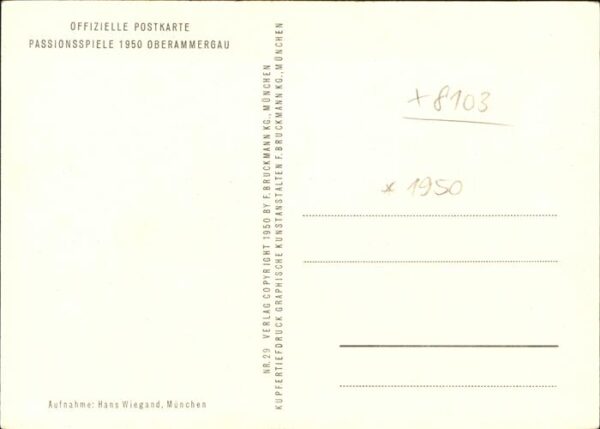 OFFIZIELLE POSTKARTE
PASSIONSSPIELE 1950 OBERAMMERGAU
NR. 29 VERLAG COPYRIGHT 1950 BY F. BRUCKMANN KG., MÜNCHEN
KUPFERTIEFDRUCK GRAPHISCHE KUNSTANSTALTEN F. BRUCKMANN KG., MÜNCHEN
+8103
* 1950
Aufnahme: Hans Wiegand, München